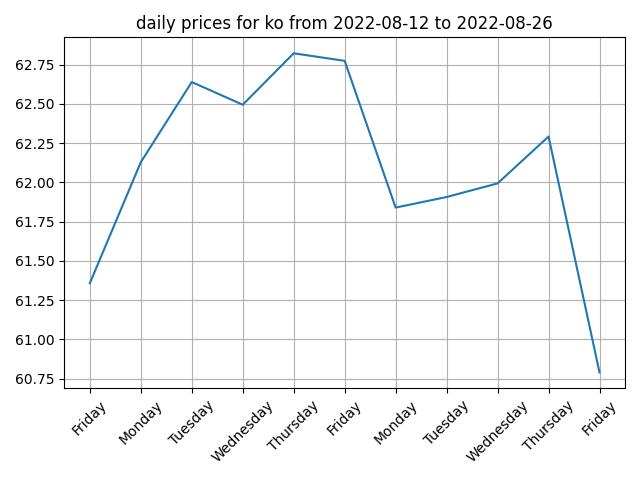 daily prices for ko from 2022-08-12 to 2022-08-26
62.75
62.50
62.25
62.00
61.75
61.50
61.25
61.00
60.75
Friday
Monday
Tuesday
Wednesday
Thursday
Friday
Monday
Tuesday
Wednesday
Thursday
Friday